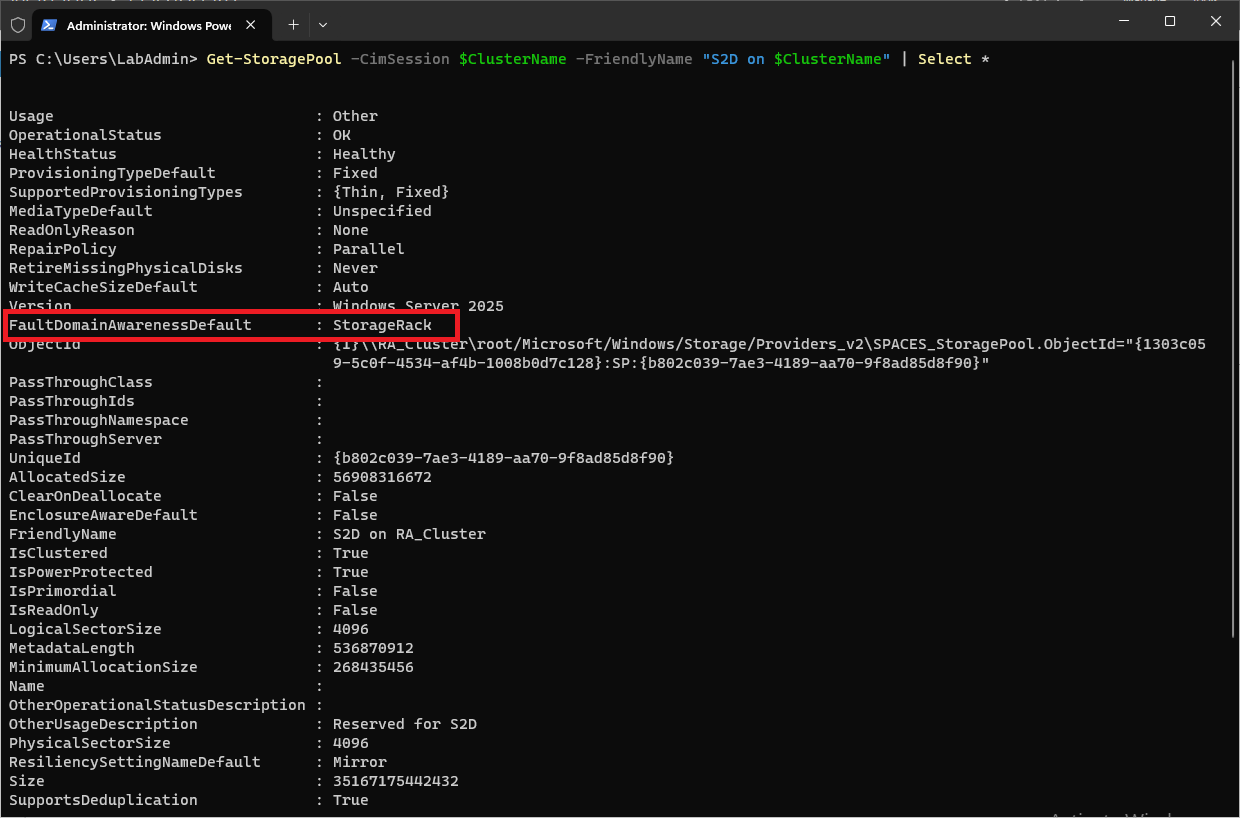 Administrator: Windows Powe
PS C:\Users\LabAdmin> Get-StoragePool -CimSession $ClusterName -FriendlyName "S2D on $ClusterName" | Select *
Usage : Other
OperationalStatus : OK
HealthStatus : Healthy
ProvisioningTypeDefault : Fixed
SupportedProvisioningTypes : {Thin, Fixed}
MediaTypeDefault : Unspecified
ReadOnlyReason : None
RepairPolicy : Parallel
RetireMissingPhysicalDisks : Never
WriteCacheSizeDefault : Auto
Version : Windows Server 2025
FaultDomainAwarenessDefault : StorageRack
ObjectId : {1}\\RA_Cluster\root/Microsoft/Windows/Storage/Providers_v2\SPACES_StoragePool.ObjectId="{1303c05
9-5c0f-4534-af4b-1008b0d7c128}:SP:{b802c039-7ae3-4189-aa70-9f8ad85d8f90}"
PassThroughClass :
PassThroughIds :
PassThroughNamespace :
PassThroughServer :
UniqueId : {b802c039-7ae3-4189-aa70-9f8ad85d8f90}
AllocatedSize : 56908316672
ClearOnDeallocate : False
EnclosureAwareDefault : False
FriendlyName : S2D on RA_Cluster
IsClustered : True
IsPowerProtected : True
IsPrimordial : False
IsReadOnly : False
LogicalSectorSize : 4096
MetadataLength : 536870912
MinimumAllocationSize : 268435456
Name :
OtherOperationalStatusDescription :
OtherUsageDescription : Reserved for S2D
PhysicalSectorSize : 4096
ResiliencySettingNameDefault : Mirror
Size : 35167175442432
SupportsDeduplication : True